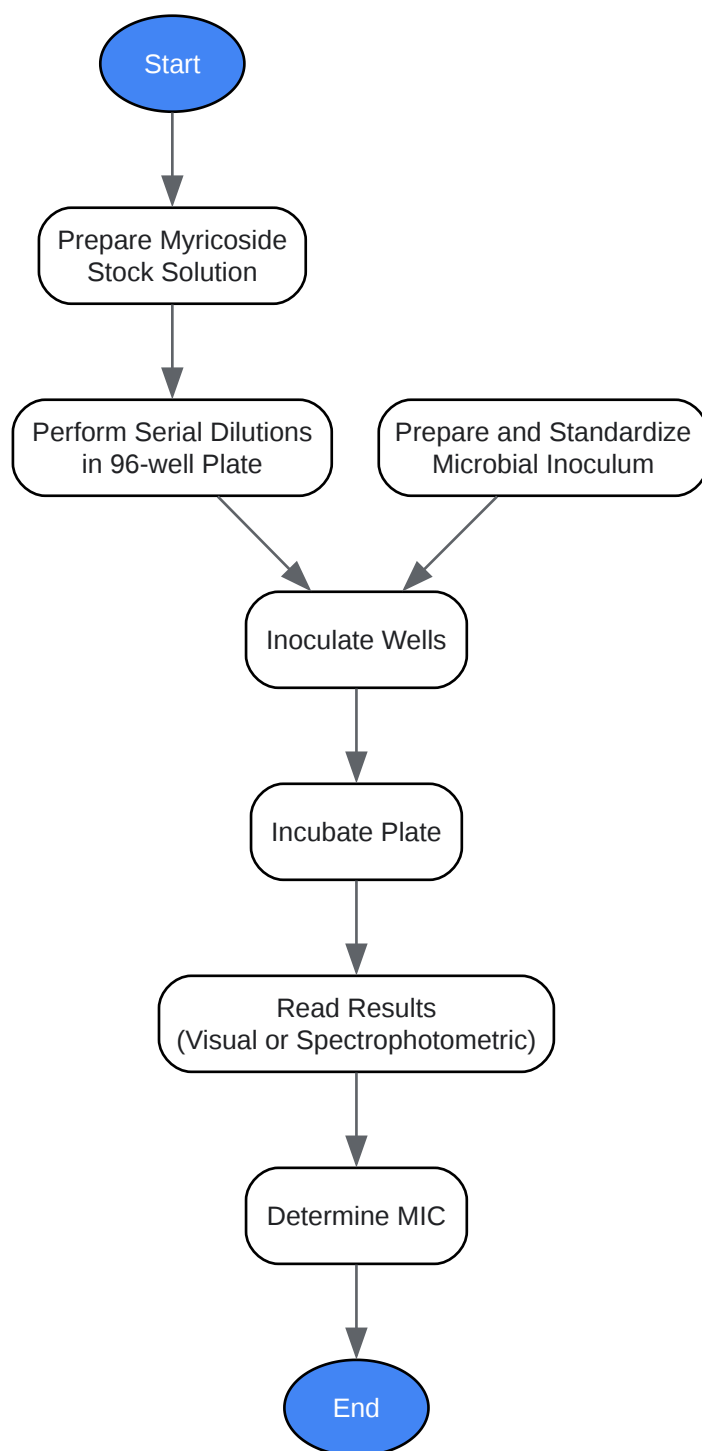 Start
Prepare Myricoside
Stock Solution
Perform Serial Dilutions
in 96-well Plate
Prepare and Standardize
Microbial Inoculum
Inoculate Wells
Incubate Plate
Read Results
(Visual or Spectrophotometric)
Determine MIC
End